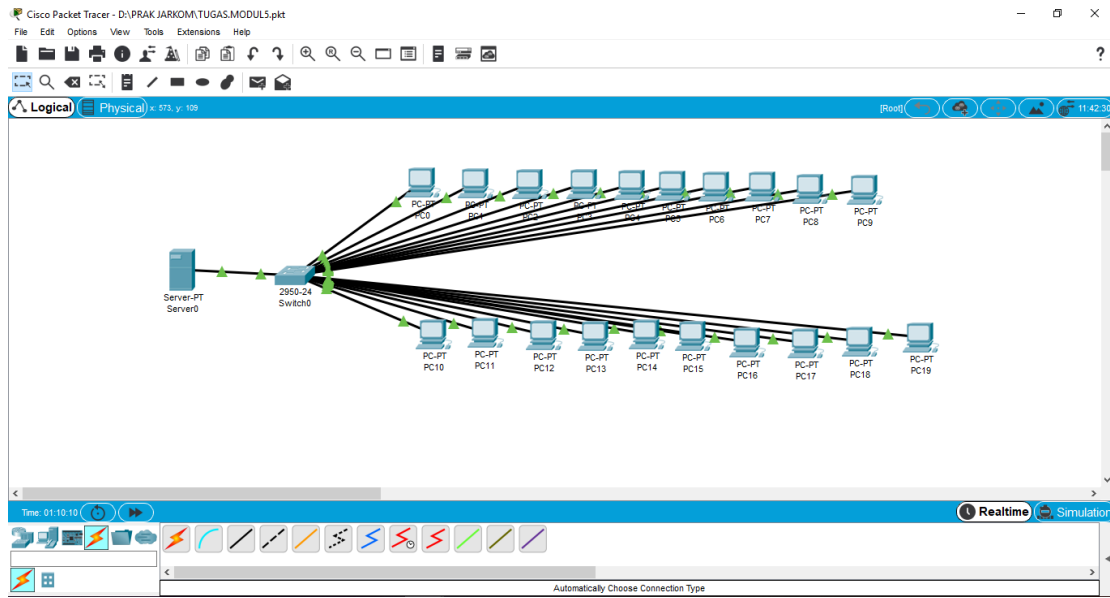 Cisco Packet Tracer - D:\PRAK JARKOM\TUGAS.MODUL5.pkt
File Edit Options View Tools Extensions Help
?
Logical Physical x: 573, y: 109 [Root] 11:42:30
PC-PT PC-PT PC-PT PC-PT PC-PT PC-PT PC-PT PC-PT PC-PT PC-PT
PC0 PC1 PC2 PC3 PC4 PC5 PC6 PC7 PC8 PC9
Server-PT
Server0
2950-24
Switch0
PC-PT PC-PT PC-PT PC-PT PC-PT PC-PT PC-PT PC-PT PC-PT PC-PT
PC10 PC11 PC12 PC13 PC14 PC15 PC16 PC17 PC18 PC19
Time: 01:10:10 Realtime Simulation
Automatically Choose Connection Type